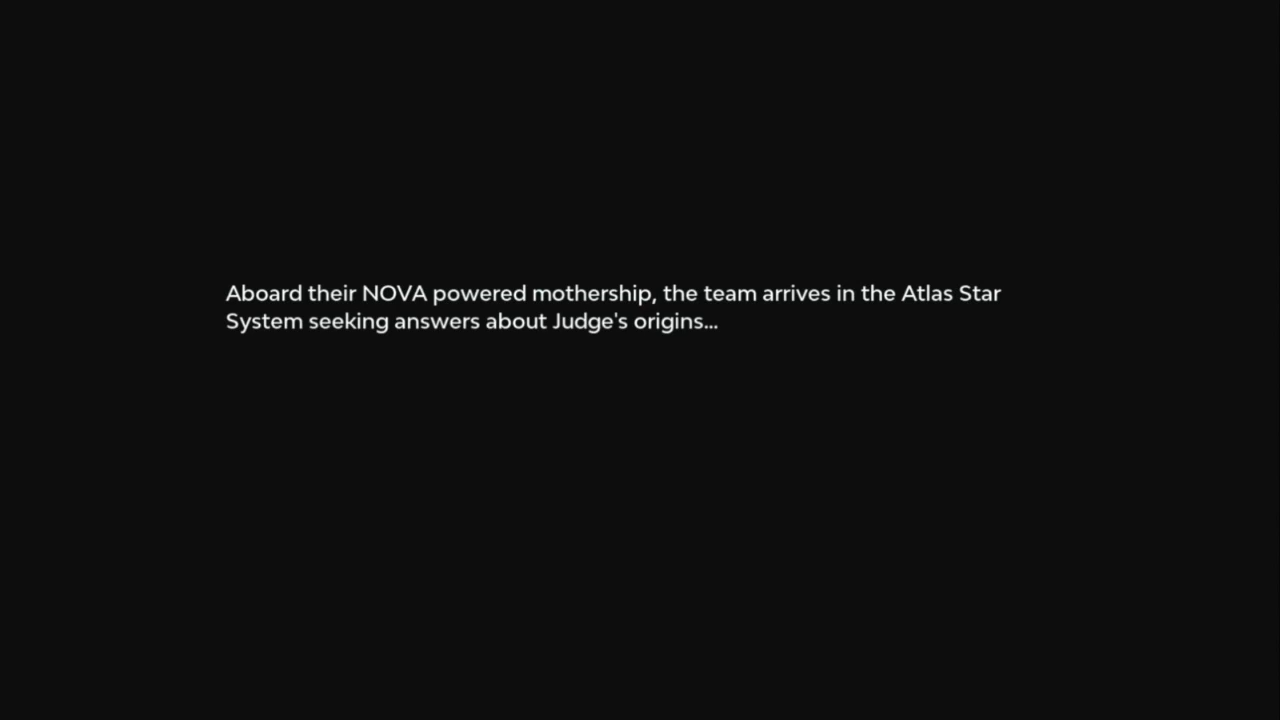 Aboard their NOVA powered mothership, the team arrives in the Atlas Star
System seeking answers about Judge's origins...